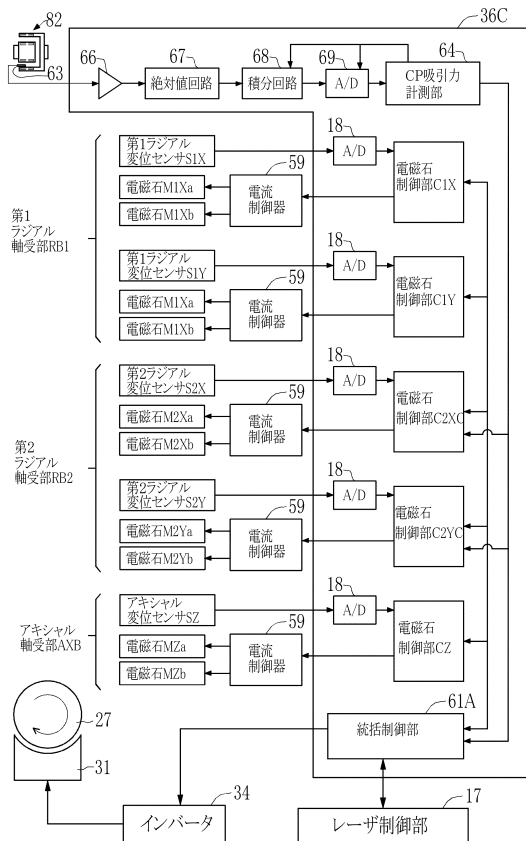 82
36C
63
66
67
68
69
64
絶対値回路
積分回路
A/D
CP吸引力
計測部
第1
ラジアル
軸受部RB1
第1ラジアル
変位センサS1X
電磁石M1Xa
電磁石M1Xb
59
電流
制御器
18
A/D
電磁石
制御部C1X
第1ラジアル
変位センサS1Y
電磁石M1Xa
電磁石M1Xb
59
電流
制御器
18
A/D
電磁石
制御部C1Y
第2
ラジアル
軸受部RB2
第2ラジアル
変位センサS2X
電磁石M2Xa
電磁石M2Xb
59
電流
制御器
18
A/D
電磁石
制御部C2XC
第2ラジアル
変位センサS2Y
電磁石M2Ya
電磁石M2Yb
59
電流
制御器
18
A/D
電磁石
制御部C2YC
アキシャル
軸受部AXB
アキシャル
変位センサSZ
電磁石MZa
電磁石MZb
59
電流
制御器
18
A/D
電磁石
制御部CZ
27
31
61A
統括制御部
34
インバータ
17
レーザ制御部